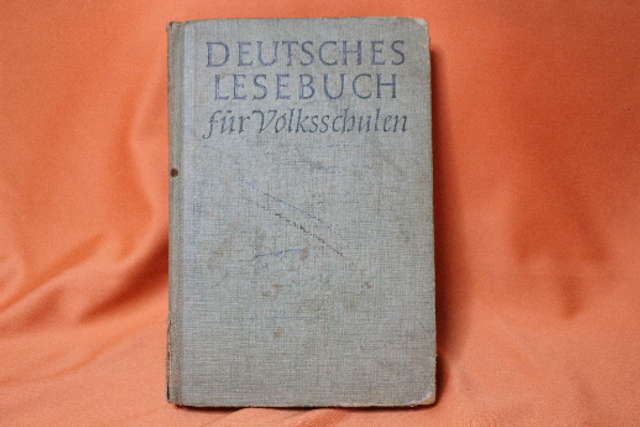 DEUTSCHES
LESEBUCH
für Volksschulen